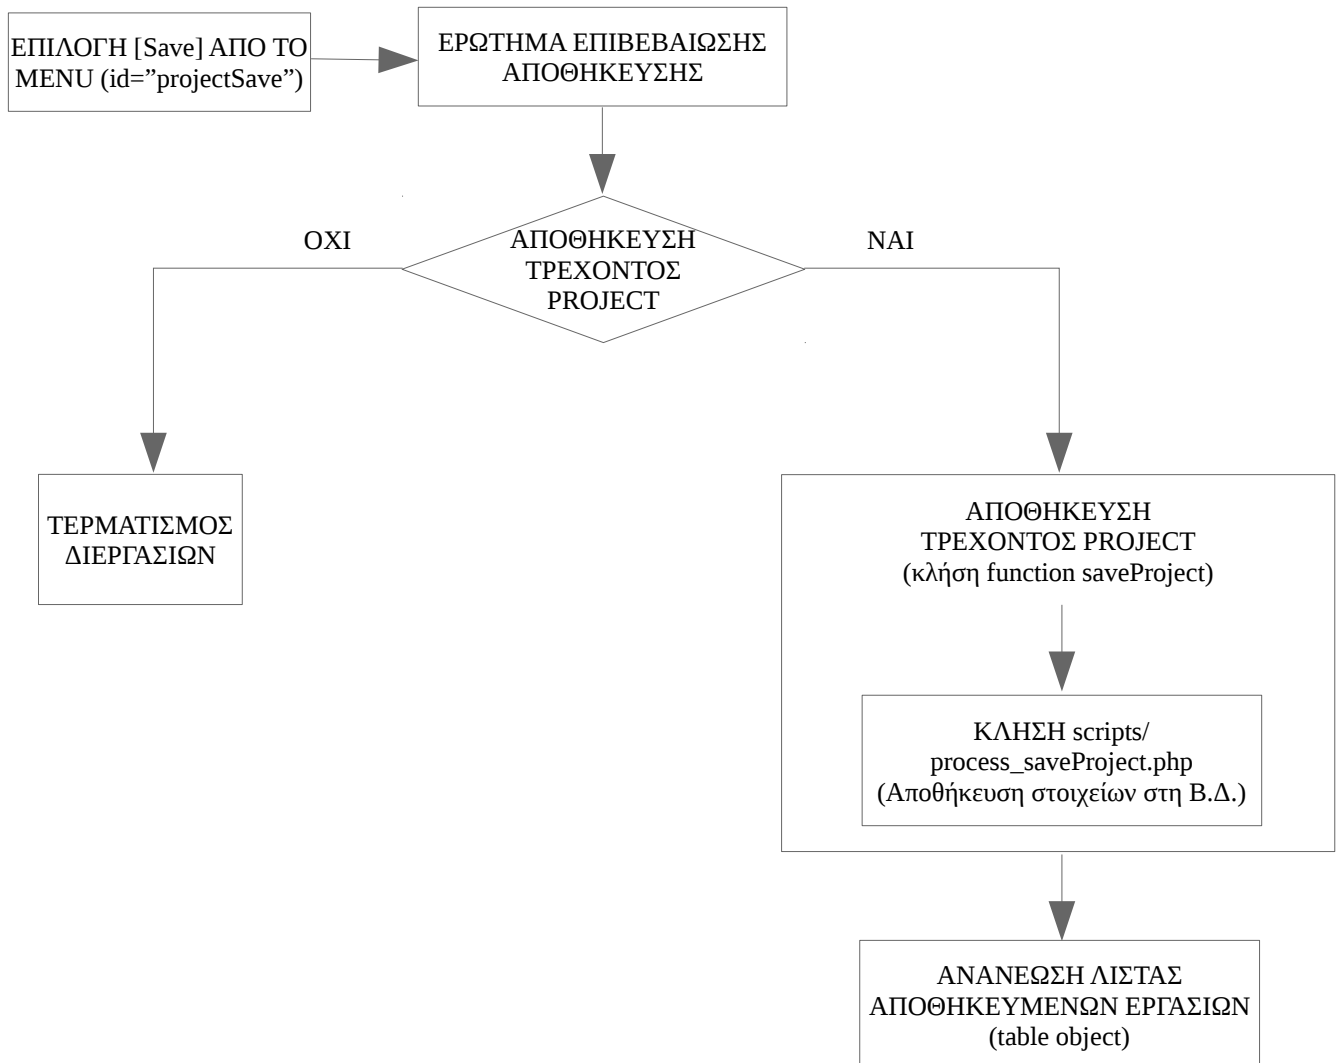 ΕΠΙΛΟΓΗ [Save] ΑΠΟ ΤΟ
MENU (id=”projectSave”)
ΕΡΩΤΗΜΑ ΕΠΙΒΕΒΑΙΩΣΗΣ
ΑΠΟΘΗΚΕΥΣΗΣ
ΟΧΙ
ΑΠΟΘΗΚΕΥΣΗ
ΤΡΕΧΟΝΤΟΣ
PROJECT
ΝΑΙ
ΤΕΡΜΑΤΙΣΜΟΣ
ΔΙΕΡΓΑΣΙΩΝ
ΑΠΟΘΗΚΕΥΣΗ
ΤΡΕΧΟΝΤΟΣ PROJECT
(κλήση function saveProject)
ΚΛΗΣΗ scripts/
process_saveProject.php
(Αποθήκευση στοιχείων στη Β.Δ.)
ΑΝΑΝΕΩΣΗ ΛΙΣΤΑΣ
ΑΠΟΘΗΚΕΥΜΕΝΩΝ ΕΡΓΑΣΙΩΝ
(table object)